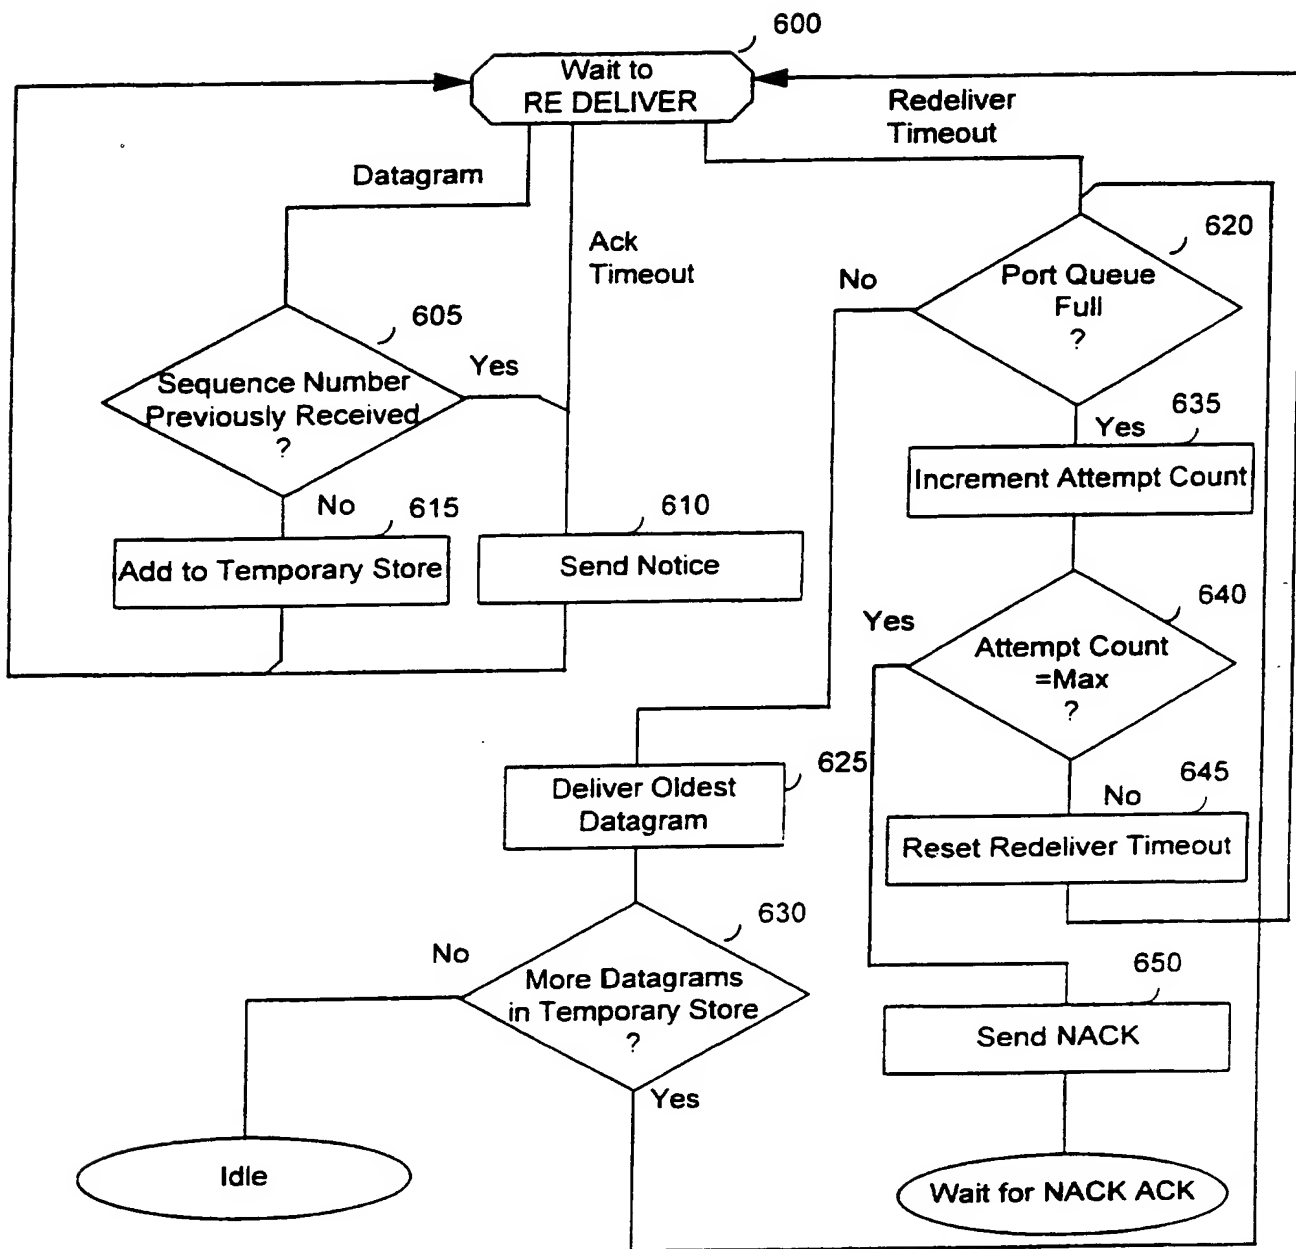 600
Wait to
RE DELIVER
Redeliver
Timeout
Datagram
Ack
Timeout
620
No
Port Queue
Full
?
605
Yes
Sequence Number
Previously Received
?
635
Yes
Increment Attempt Count
No
615
610
Add to Temporary Store
Send Notice
640
Yes
Attempt Count
=Max
?
625
Deliver Oldest
Datagram
645
No
Reset Redeliver Timeout
630
No
More Datagrams
in Temporary Store
?
650
Send NACK
Yes
Idle
Wait for NACK ACK